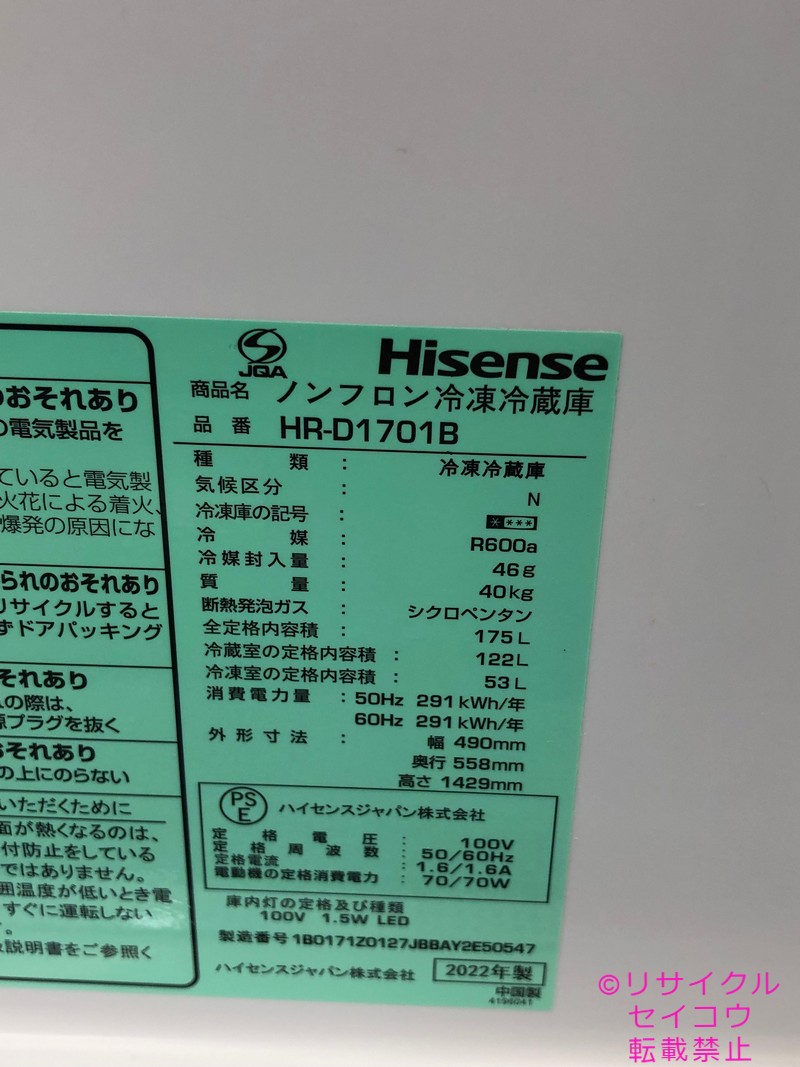 のおそれあり
の電気製品を
ていると電気製
火花による着火、
爆発の原因にな
られのおそれあり
リサイクルすると
ずドアパッキング
それあり
の際は、
源プラグを抜く
おそれあり
の上にのらない
いただくために
面が熱くなるのは、
付防止をしている
ではありません。
囲温度が低いとき電
すぐに運転しない
。
扱説明書をご参照く
JQA
Hisense
商品名 ノンフロン冷凍冷蔵庫
品番 HR-D1701B
種類 : 冷凍冷蔵庫
気候区分 : N
冷凍庫の記号 : ****
冷媒 : R600a
冷媒封入量 : 46g
質量 : 40kg
断熱発泡ガス : シクロペンタン
全定格内容積 : 175L
冷蔵室の定格内容積 : 122L
冷凍室の定格内容積 : 53L
消費電力量 : 50Hz 291kWh/年
60Hz 291kWh/年
外形寸法 : 幅 490mm
奥行 558mm
高さ 1429mm
PSE ハイセンスジャパン株式会社
定格電圧 : 100V
定格周波数 : 50/60Hz
定格電流 : 1.6/1.6A
電動機の定格消費電力 : 70/70W
庫内灯の定格及び種類
100V 1.5W LED
製造番号 1B0171Z0127JBBAY2E50547
ハイセンスジャパン株式会社 2022年製
中国製
©リサイクル
セイコウ
転載禁止